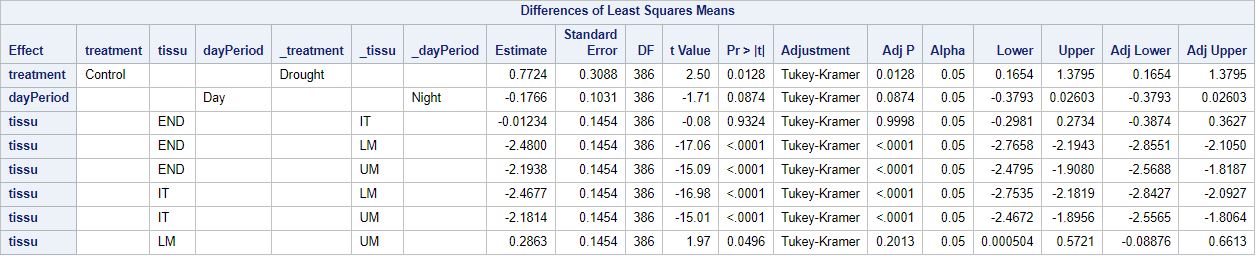 Differences of Least Squares Means
Effect treatment tissu dayPeriod _treatment _tissu _dayPeriod Estimate Standard Error DF t Value Pr > |t| Adjustment Adj P Alpha Lower Upper Adj Lower Adj Upper
treatment Control Drought 0.7724 0.3088 386 2.50 0.0128 Tukey-Kramer 0.0128 0.05 0.1654 1.3795 0.1654 1.3795
dayPeriod Day Night -0.1766 0.1031 386 -1.71 0.0874 Tukey-Kramer 0.0874 0.05 -0.3793 0.02603 -0.3793 0.02603
tissu END IT -0.01234 0.1454 386 -0.08 0.9324 Tukey-Kramer 0.9998 0.05 -0.2981 0.2734 -0.3874 0.3627
tissu END LM -2.4800 0.1454 386 -17.06 <.0001 Tukey-Kramer <.0001 0.05 -2.7658 -2.1943 -2.8551 -2.1050
tissu END UM -2.1938 0.1454 386 -15.09 <.0001 Tukey-Kramer <.0001 0.05 -2.4795 -1.9080 -2.5688 -1.8187
tissu IT LM -2.4677 0.1454 386 -16.98 <.0001 Tukey-Kramer <.0001 0.05 -2.7535 -2.1819 -2.8427 -2.0927
tissu IT UM -2.1814 0.1454 386 -15.01 <.0001 Tukey-Kramer <.0001 0.05 -2.4672 -1.8956 -2.5565 -1.8064
tissu LM UM 0.2863 0.1454 386 1.97 0.0496 Tukey-Kramer 0.2013 0.05 0.000504 0.5721 -0.08876 0.6613